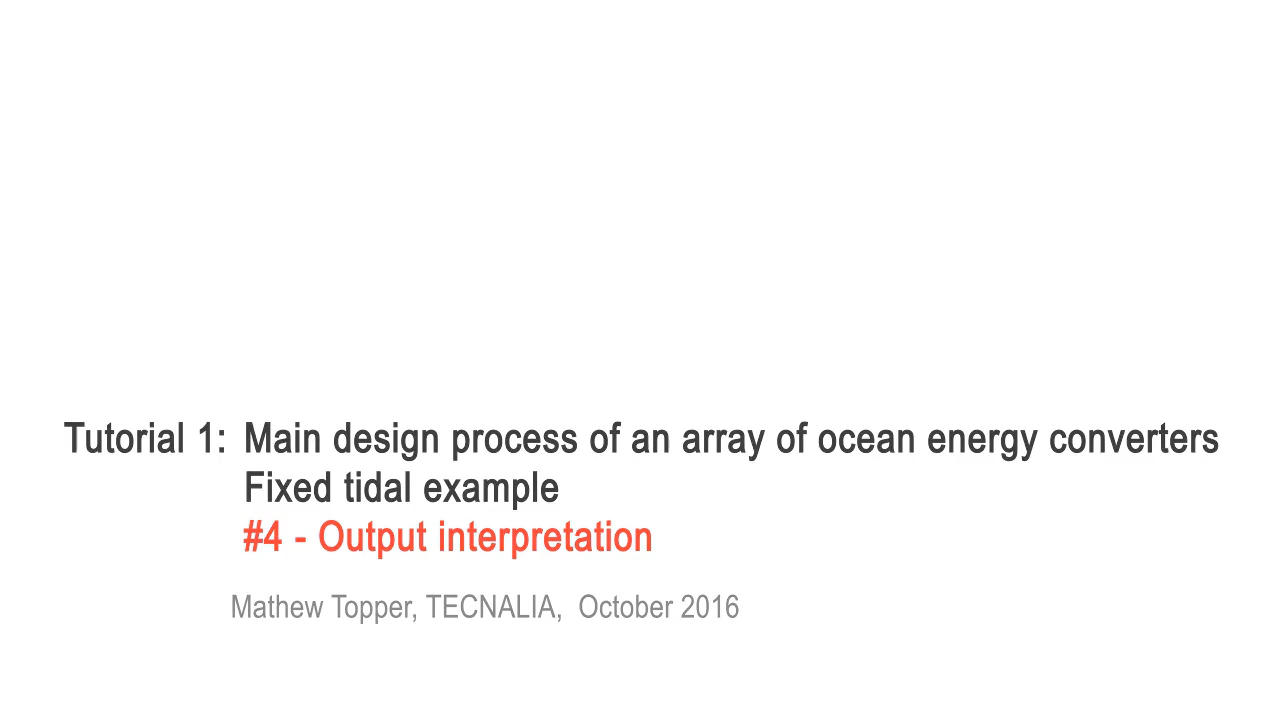 Tutorial 1: Main design process of an array of ocean energy converters
Fixed tidal example
#4 - Output interpretation
Mathew Topper, TECNALIA, October 2016